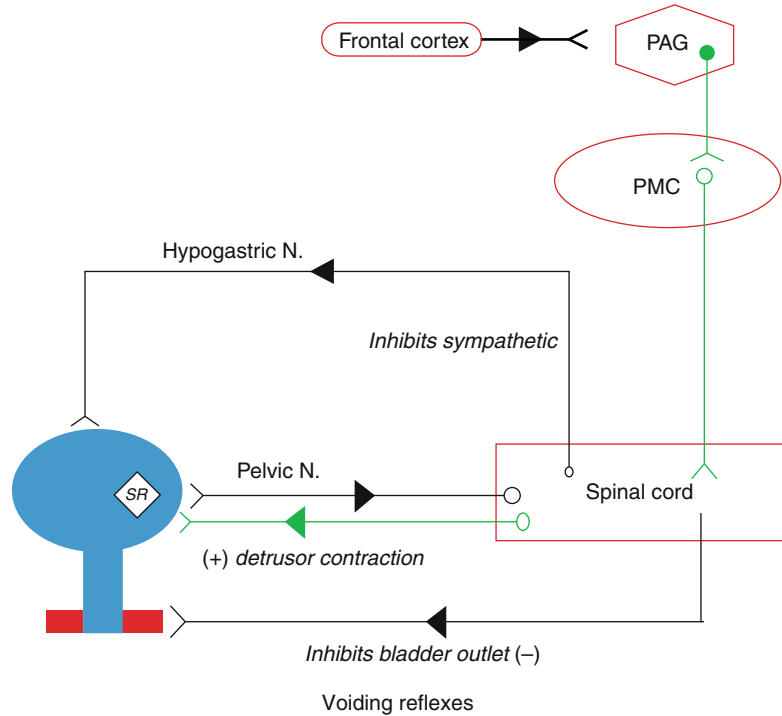 Frontal cortex
PAG
PMC
Hypogastric N.
Inhibits sympathetic
SR
Pelvic N.
Spinal cord
(+) detrusor contraction
Inhibits bladder outlet (–)
Voiding reflexes